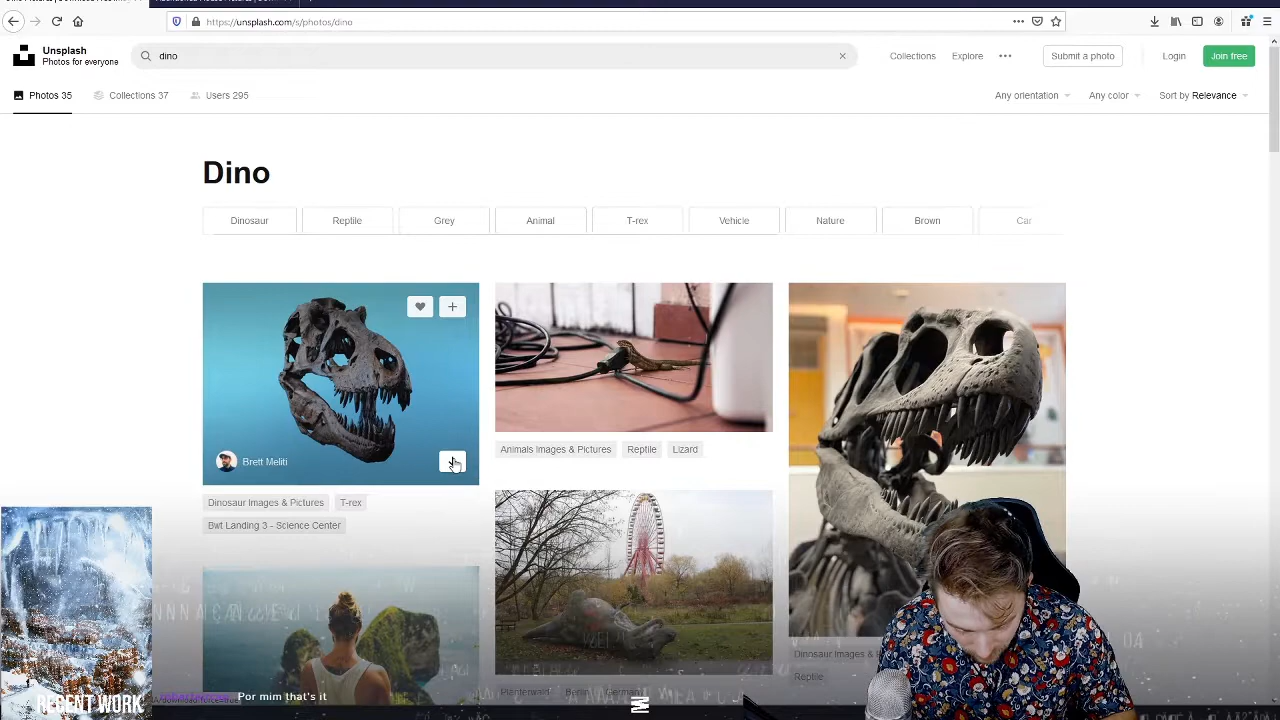 https://unsplash.com/s/photos/dino
Unsplash
Photos for everyone
dino
Collections
Explore
Submit a photo
Login
Join free
Photos 35
Collections 37
Users 295
Any orientation
Any color
Sort by Relevance
Dino
Dinosaur
Reptile
Grey
Animal
T-rex
Vehicle
Nature
Brown
Car
Brett Meliti
Animals Images & Pictures
Reptile
Lizard
Dinosaur Images & Pictures
T-rex
Bwt Landing 3 - Science Center
Dinosaur Images &
Reptile
Plänterwald
Berlin
German
Por mim that's it
RECENT WORK